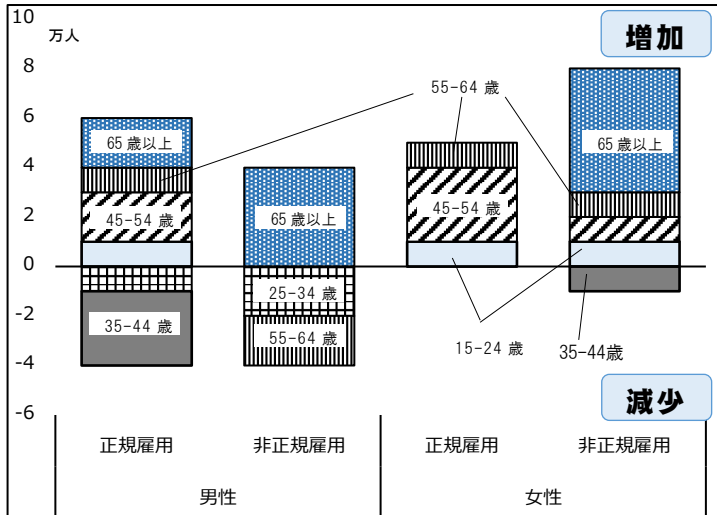 10
万人
増加
8
55-64 歳
6
65 歳以上
65 歳以上
4
65 歳以上
45-54 歳
45-54 歳
2
0
25-34 歳
35-44 歳
55-64 歳
15-24 歳
35-44歳
-2
-4
減少
-6
正規雇用
非正規雇用
正規雇用
非正規雇用
男性
女性